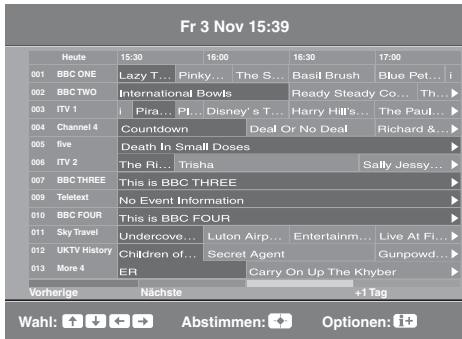 Fr 3 Nov 15:39
Heute 15:30 16:00 16:30 17:00
001 BBC ONE Lazy T... Pinky... The S... Basil Brush Blue Pet... i
002 BBC TWO International Bowls Ready Steady Co... Th...
003 ITV 1 i Pira... Pl... Disney's T... Harry Hill's... The Paul...
004 Channel 4 Countdown Deal Or No Deal Richard &...
005 five Death In Small Doses
006 ITV 2 The Ri... Trisha Sally Jessy...
007 BBC THREE This is BBC THREE
009 Teletext No Event Information
010 BBC FOUR This is BBC FOUR
011 Sky Travel Undercove... Luton Airp... Entertainm... Live At Fi...
012 UKTV History Children of... Secret Agent Gunpowd...
013 More 4 ER Carry On Up The Khyber
Vorherige Nächste +1 Tag
Wahl: Abstimmen: Optionen: i+